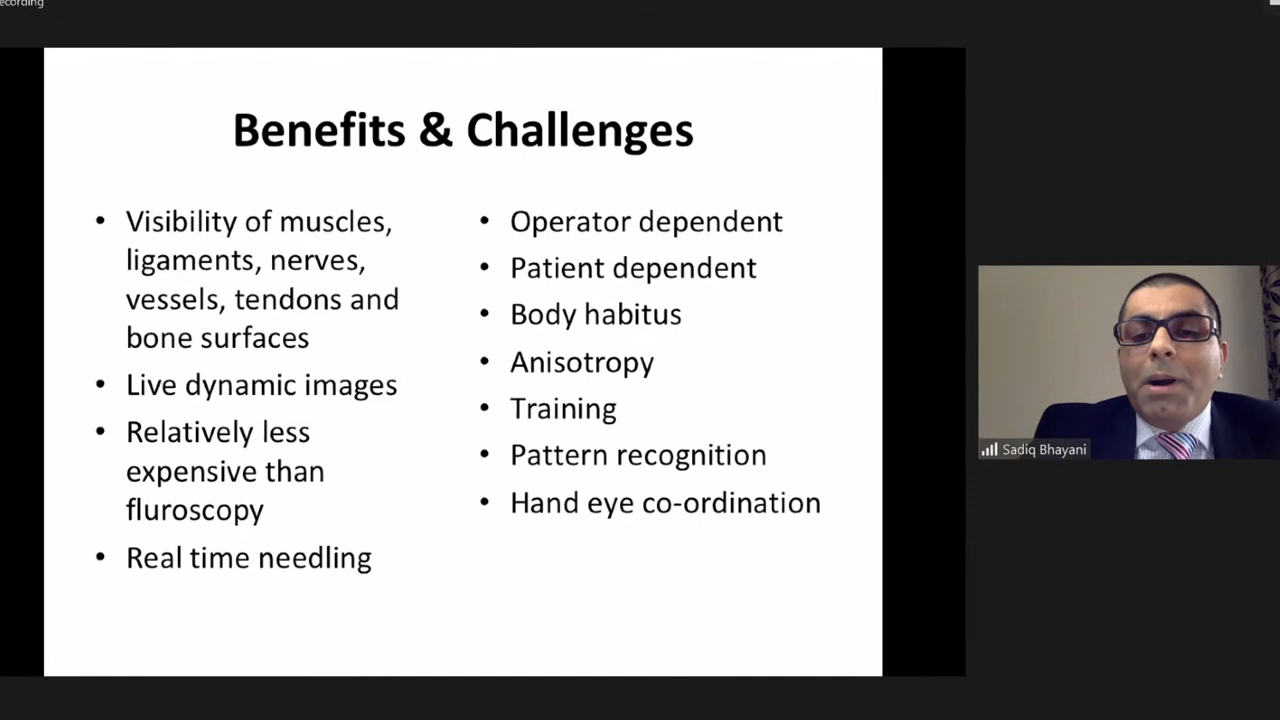 ecording
Benefits & Challenges
• Visibility of muscles,
ligaments, nerves,
vessels, tendons and
bone surfaces
• Live dynamic images
• Relatively less
expensive than
fluroscopy
• Real time needling
• Operator dependent
• Patient dependent
• Body habitus
• Anisotropy
• Training
• Pattern recognition
• Hand eye co-ordination
Sadiq Bhayani